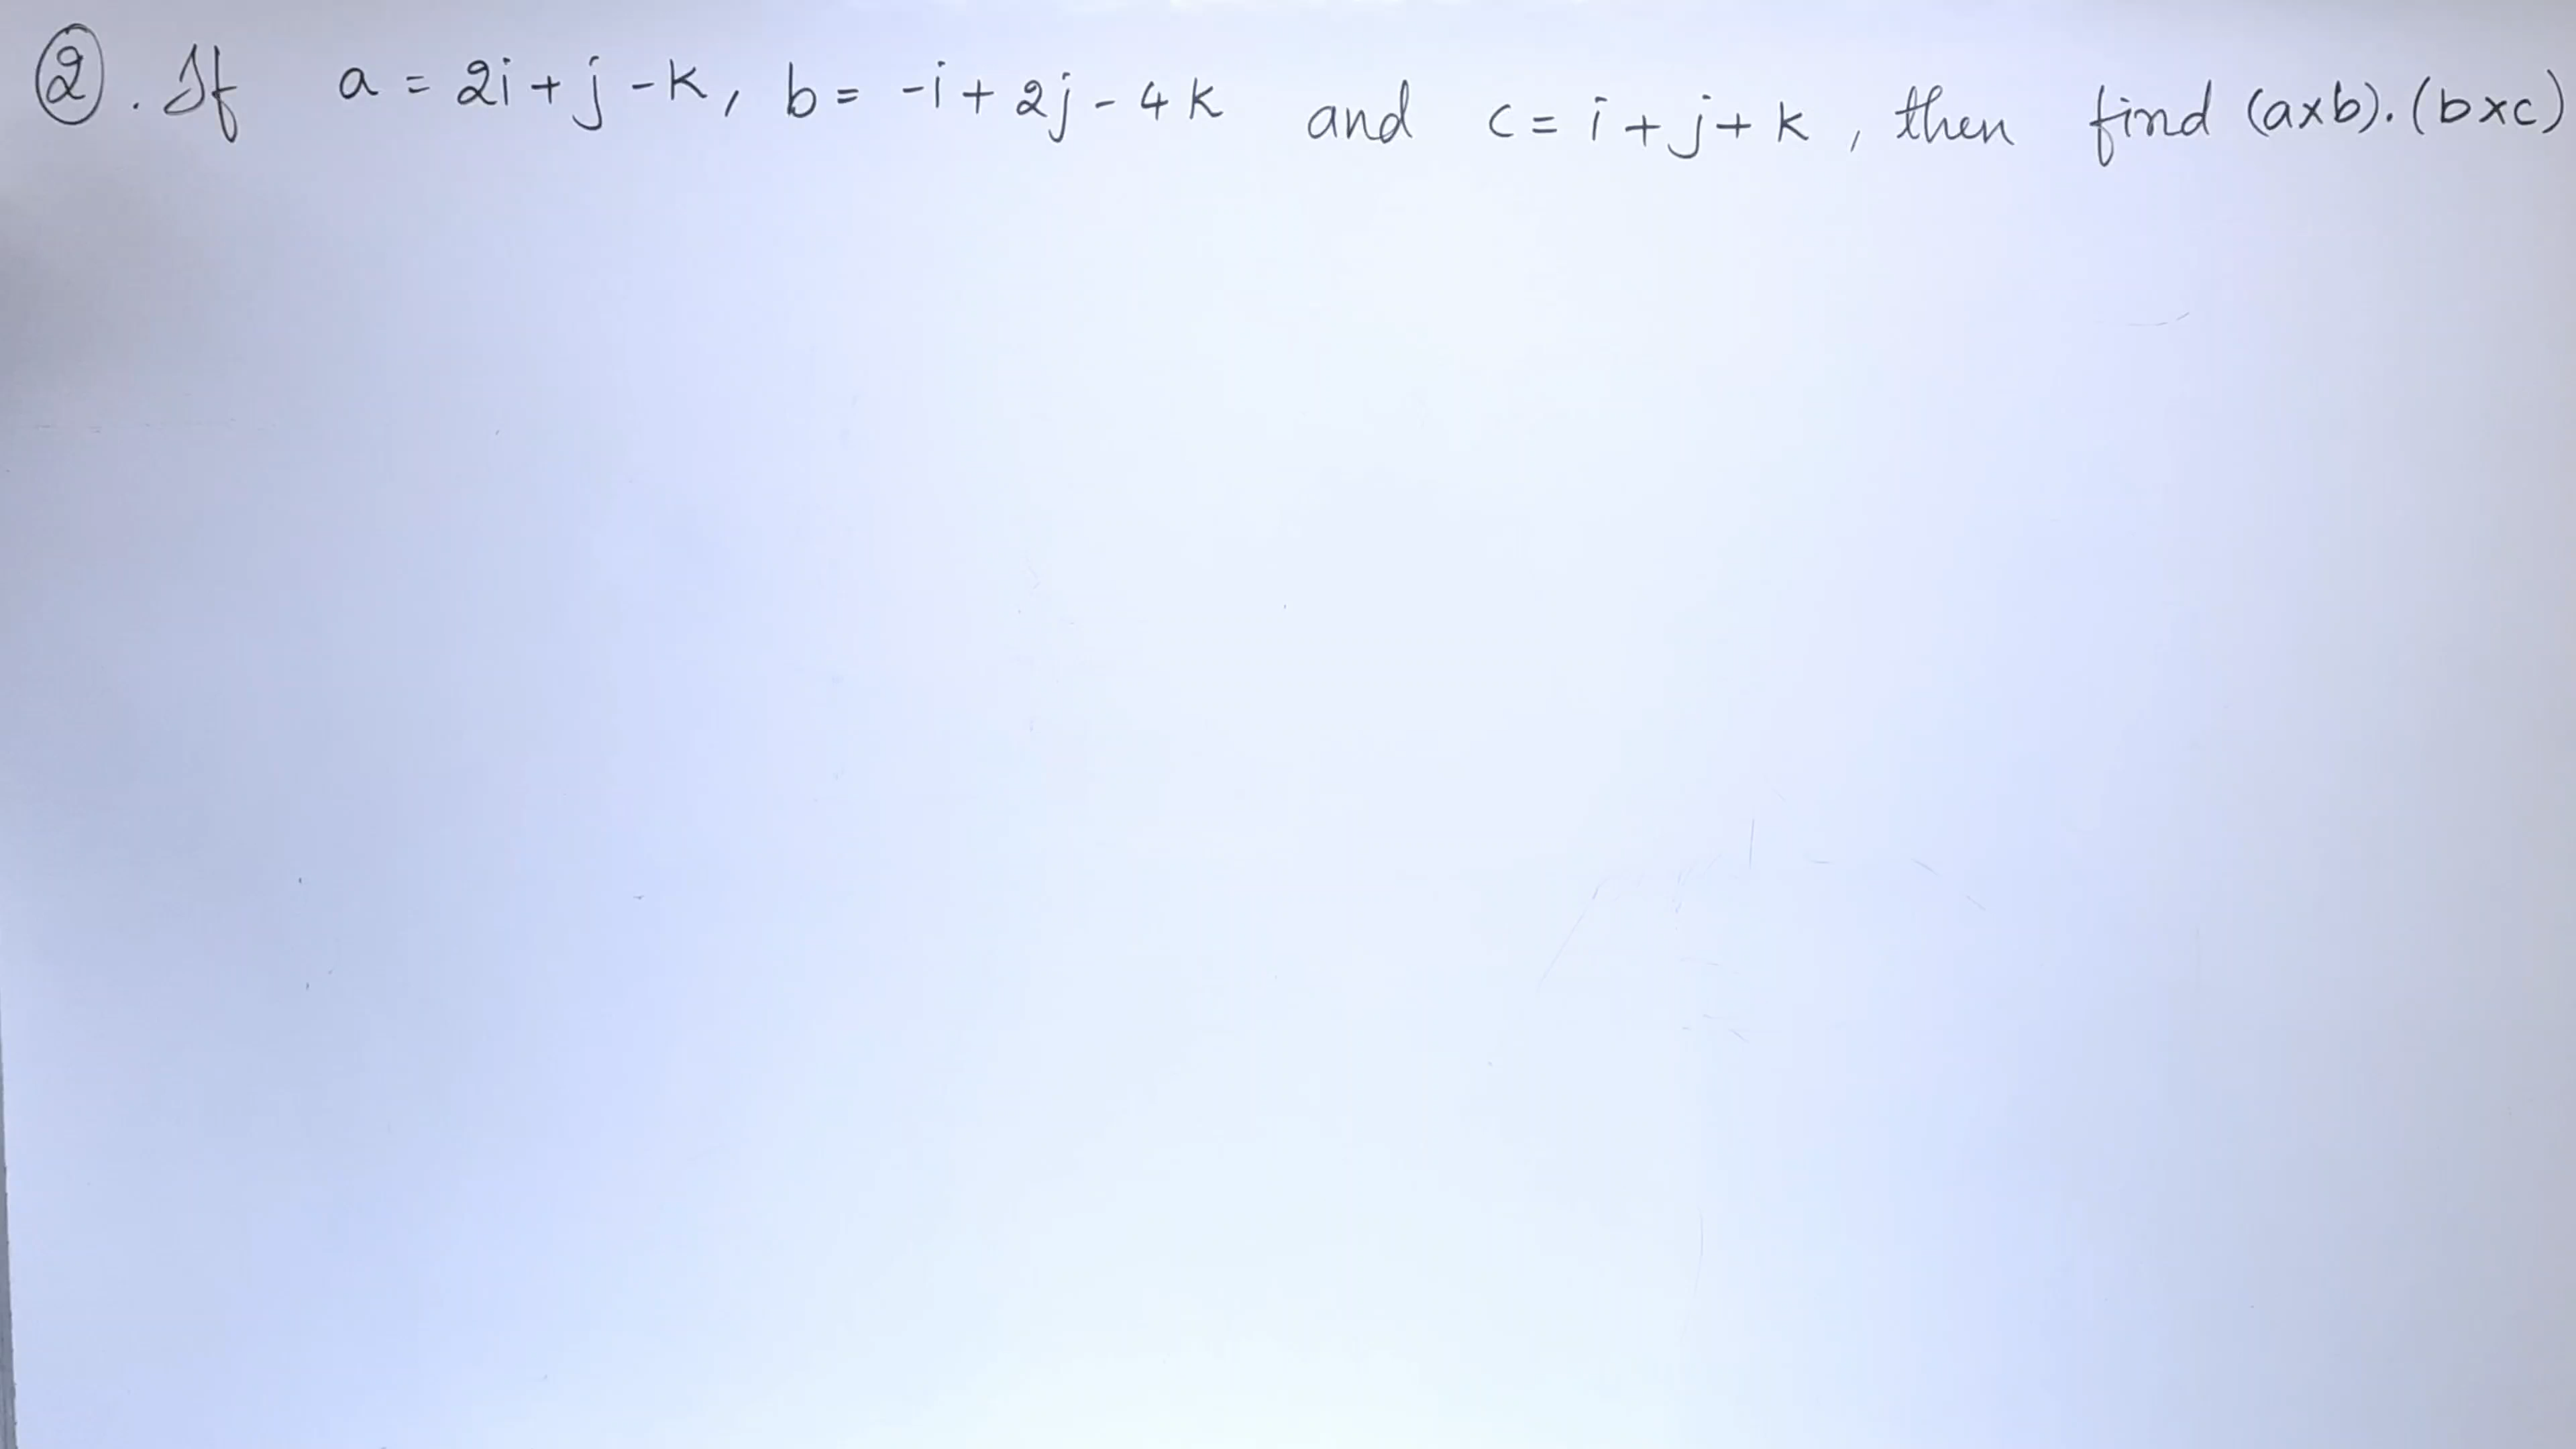 ②. If a = 2i + j - k, b = -i + 2j - 4k and c = i + j + k, then find (a×b).(b×c)